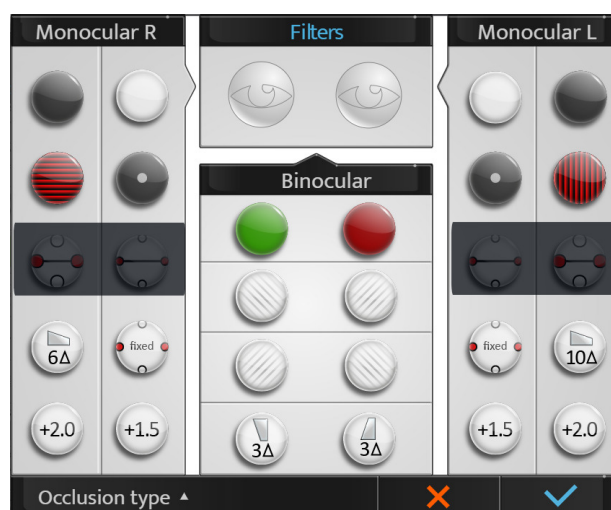 Monocular R
Filters
Monocular L
Binocular
6Δ
fixed
fixed
10Δ
+2.0
+1.5
3Δ
3Δ
+1.5
+2.0
Occlusion type